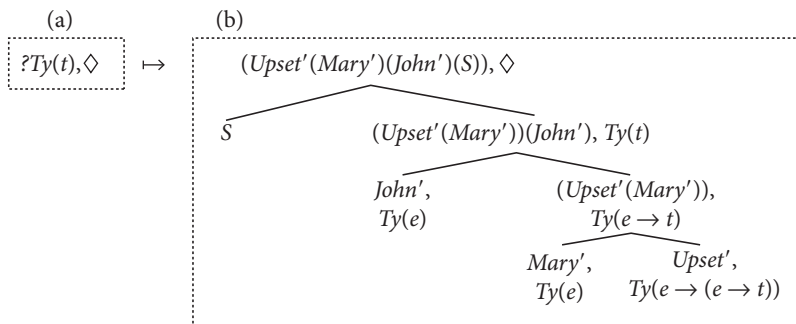 (a) (b)
?Ty(t),◊ ↦ (Upset′(Mary′)(John′)(S)),◊
S (Upset′(Mary′))(John′), Ty(t)
John′, (Upset′(Mary′)),
Ty(e) Ty(e → t)
Mary′, Upset′,
Ty(e) Ty(e → (e → t))